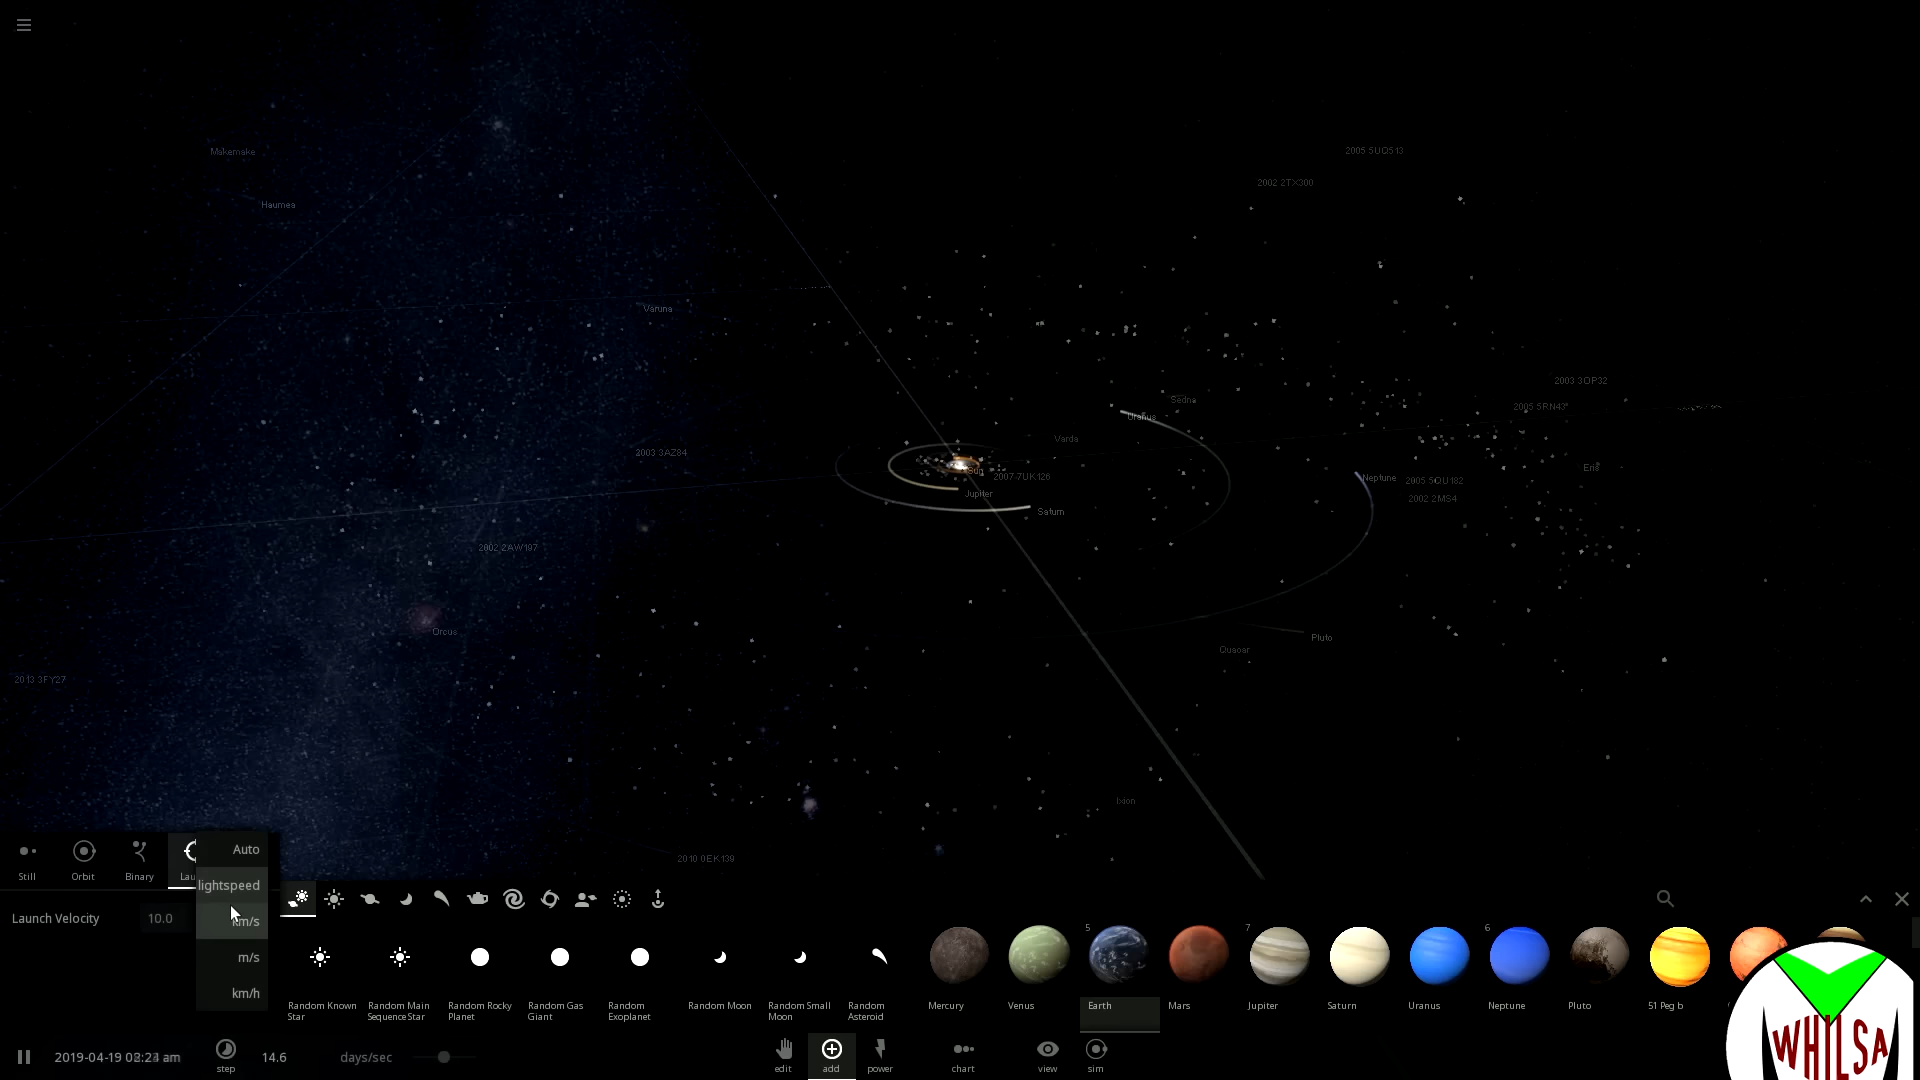 Makemake
Haumea
2005 5UQ513
2002 2TX300
Varuna
2003 3OP32
Sedna
2005 5RN43
Uranus
Varda
2003 3AZ84
Eris
Sun
2007 7UK126
Neptune
2005 5QU182
Jupiter
2002 2MS4
Saturn
2002 2AW197
Orcus
Pluto
Quaoar
2013 3FY27
Ixion
2010 0EK139
Still
Orbit
Binary
Lau
Auto
lightspeed
km/s
m/s
km/h
Launch Velocity
10.0
Random Known Star
Random Main Sequence Star
Random Rocky Planet
Random Gas Giant
Random Exoplanet
Random Moon
Random Small Moon
Random Asteroid
Mercury
Venus
5
Earth
Mars
7
Jupiter
Saturn
Uranus
6
Neptune
Pluto
51 Peg b
2019-04-19 08:23 am
step
14.6
days/sec
edit
add
power
chart
view
sim
WHILSA